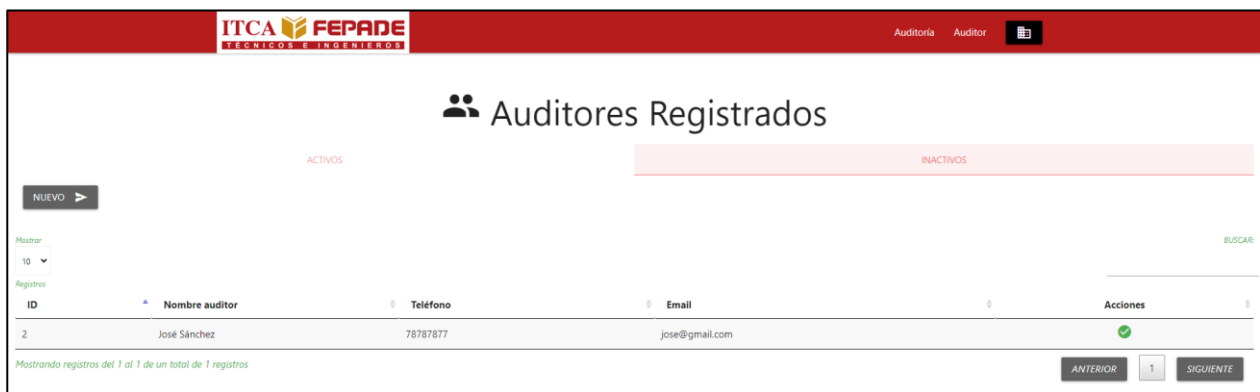 ITCA FEPADE
TÉCNICOS E INGENIEROS
Auditoría Auditor
Auditores Registrados
ACTIVOS INACTIVOS
NUEVO
Mostrar BUSCAR:
10
Registros
ID Nombre auditor Teléfono Email Acciones
2 José Sánchez 78787877 jose@gmail.com
Mostrando registros del 1 al 1 de un total de 1 registros
ANTERIOR 1 SIGUIENTE